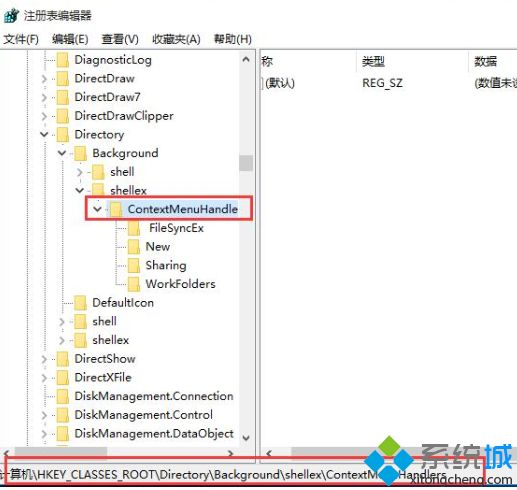 注册表编辑器
文件(F) 编辑(E) 查看(V) 收藏夹(A) 帮助(H)
DiagnosticLog
DirectDraw
DirectDraw7
DirectDrawClipper
Directory
Background
shell
shellex
ContextMenuHandle
FileSyncEx
New
Sharing
WorkFolders
DefaultIcon
shell
shellex
DirectShow
DirectXFile
DiskManagement.Connection
DiskManagement.Control
DiskManagement.DataObject
称 类型 数据
(默认) REG_SZ (数值未设
计算机\HKEY_CLASSES_ROOT\Directory\Background\shellex\ContextMenuHandlers
系统城
xitongcheng.com